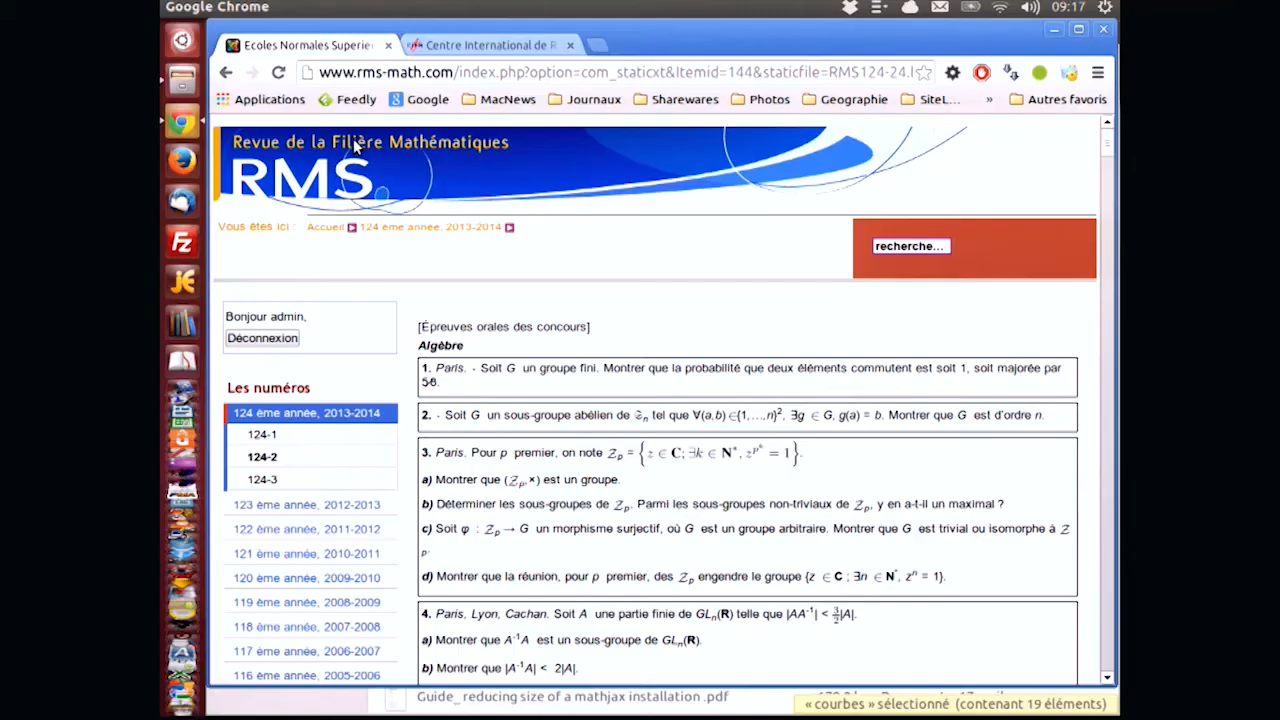 Google Chrome
09:17
Ecoles Normales Superie
Centre International de R
www.rms-math.com/index.php?option=com_staticxt&Itemid=144&staticfile=RMS124_24.l
Applications Feedly Google MacNews Journaux Sharewares Photos Geographie SiteL... » Autres favoris
Revue de la Filière Mathématiques
RMS
Vous êtes ici : Accueil 124 ème année, 2013-2014
recherche...
Bonjour admin,
Déconnexion
Les numéros
124 ème année, 2013-2014
124-1
124-2
124-3
123 ème année, 2012-2013
122 ème année, 2011-2012
121 ème année, 2010-2011
120 ème année, 2009-2010
119 ème année, 2008-2009
118 ème année, 2007-2008
117 ème année, 2006-2007
116 ème année, 2005-2006
[Épreuves orales des concours]
Algèbre
1. Paris. - Soit G un groupe fini. Montrer que la probabilité que deux éléments commutent est soit 1, soit majorée par
58.
2. - Soit G un sous-groupe abélien de 𝔖n tel que ∀(a,b) ∈{1,...,n}², ∃g ∈ G, g(a) = b. Montrer que G est d'ordre n.
3. Paris. Pour p premier, on note Zp = {z ∈ C; ∃k ∈ N*, z^p^k = 1}.
a) Montrer que (Zp,×) est un groupe.
b) Déterminer les sous-groupes de Zp. Parmi les sous-groupes non-triviaux de Zp, y en a-t-il un maximal ?
c) Soit φ : Zp → G un morphisme surjectif, où G est un groupe arbitraire. Montrer que G est trivial ou isomorphe à Z
p.
d) Montrer que la réunion, pour p premier, des Zp engendre le groupe {z ∈ C ; ∃n ∈ N*, zⁿ = 1}.
4. Paris, Lyon, Cachan. Soit A une partie finie de GLn(R) telle que |AA⁻¹| < 3/2|A|.
a) Montrer que A⁻¹A est un sous-groupe de GLn(R).
b) Montrer que |A⁻¹A| < 2|A|.
Guide_ reducing size of a mathjax installation .pdf
« courbes » sélectionné (contenant 19 éléments)